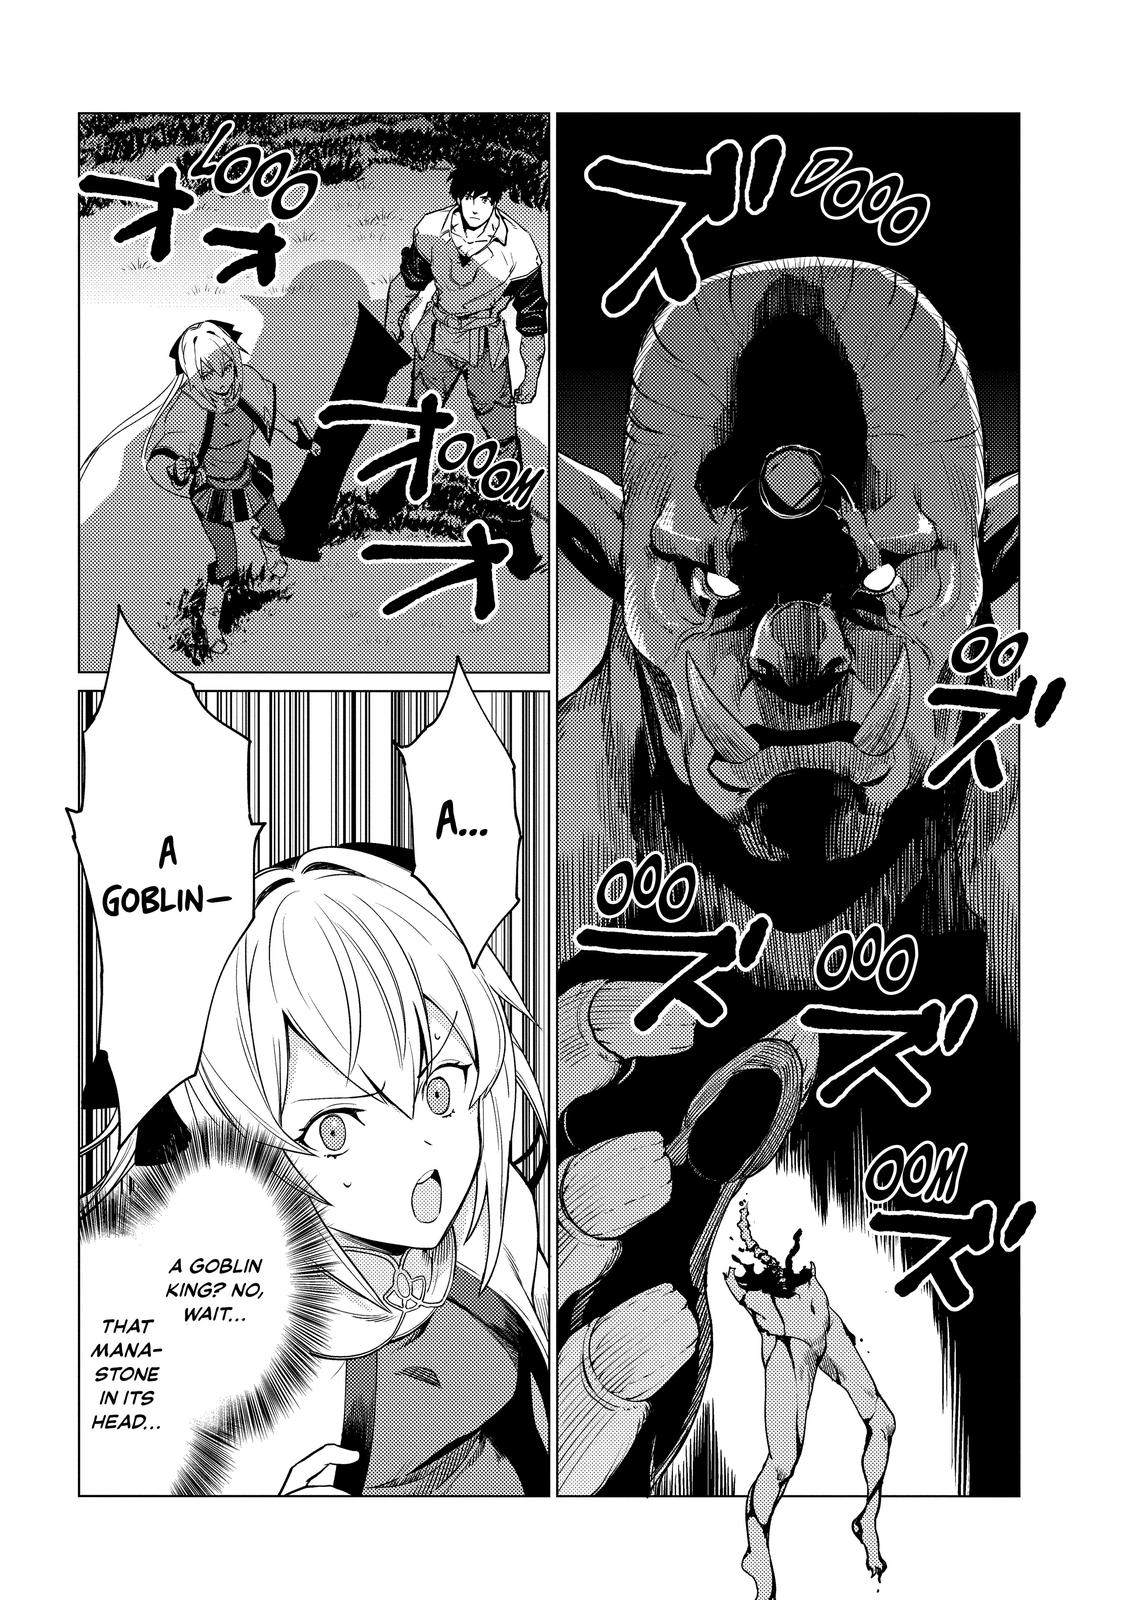 ズ
DOOO
OO
ズ
OOO
ズ
OOO
ズ
OOM
ズ
LOOO
オ
オ
オ
OOOM
オ
A...
A
GOBLIN—
A GOBLIN
KING? NO,
WAIT...
THAT
MANA-
STONE
IN ITS
HEAD...